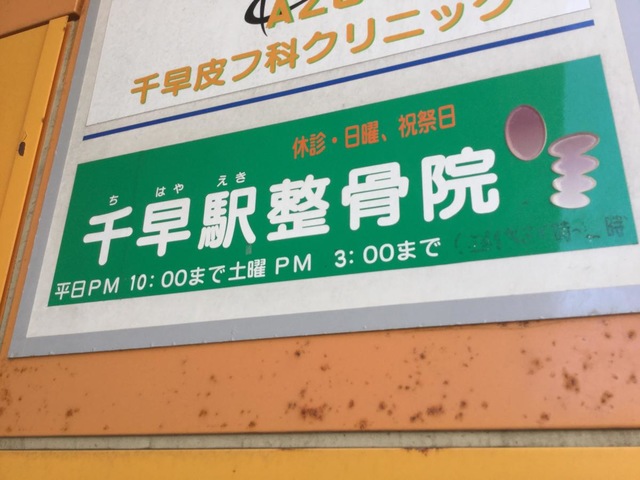 千早皮フ科クリニック
休診・日曜、祝祭日
ち はや えき
千早駅整骨院
平日PM 10:00まで土曜 PM 3:00まで